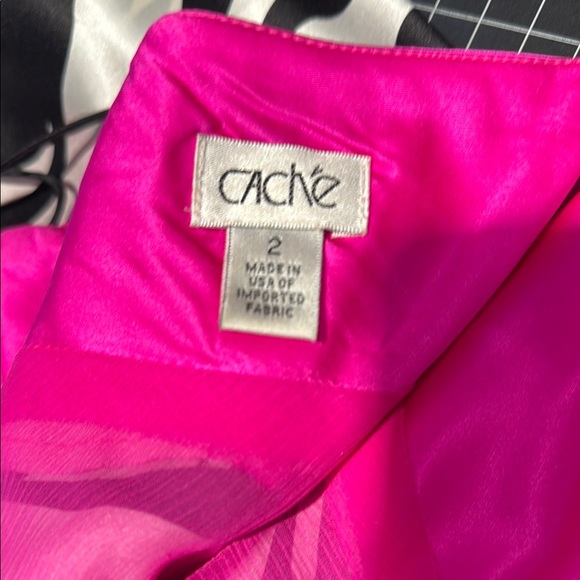 Caché
2
MADE IN
USA OF
IMPORTED
FABRIC